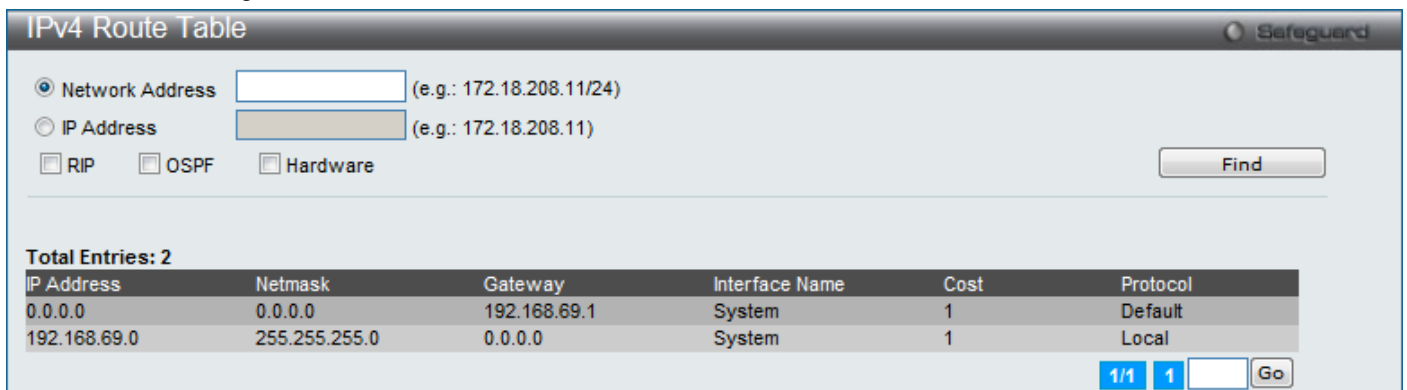 IPv4 Route Table Safeguard
Network Address (e.g.: 172.18.208.11/24)
IP Address (e.g.: 172.18.208.11)
RIP OSPF Hardware Find
Total Entries: 2
IP Address Netmask Gateway Interface Name Cost Protocol
0.0.0.0 0.0.0.0 192.168.69.1 System 1 Default
192.168.69.0 255.255.255.0 0.0.0.0 System 1 Local
1/1 1 Go